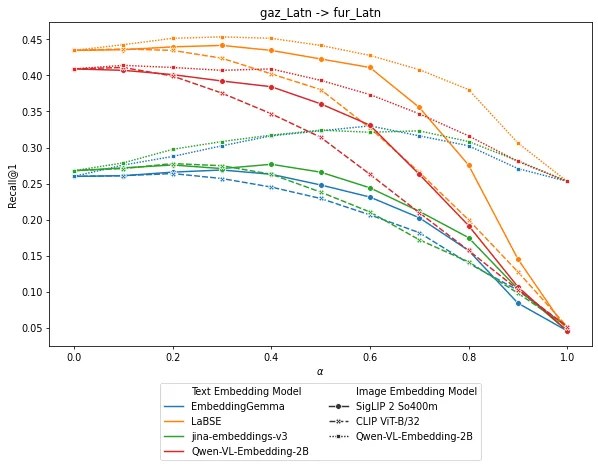 gaz_Latn -> fur_Latn
Recall@1
0.45
0.40
0.35
0.30
0.25
0.20
0.15
0.10
0.05
0.0
0.2
0.4
0.6
0.8
1.0
α
Text Embedding Model
EmbeddingGemma
LaBSE
jina-embeddings-v3
Qwen-VL-Embedding-2B
Image Embedding Model
SigLIP 2 So400m
CLIP ViT-B/32
Qwen-VL-Embedding-2B